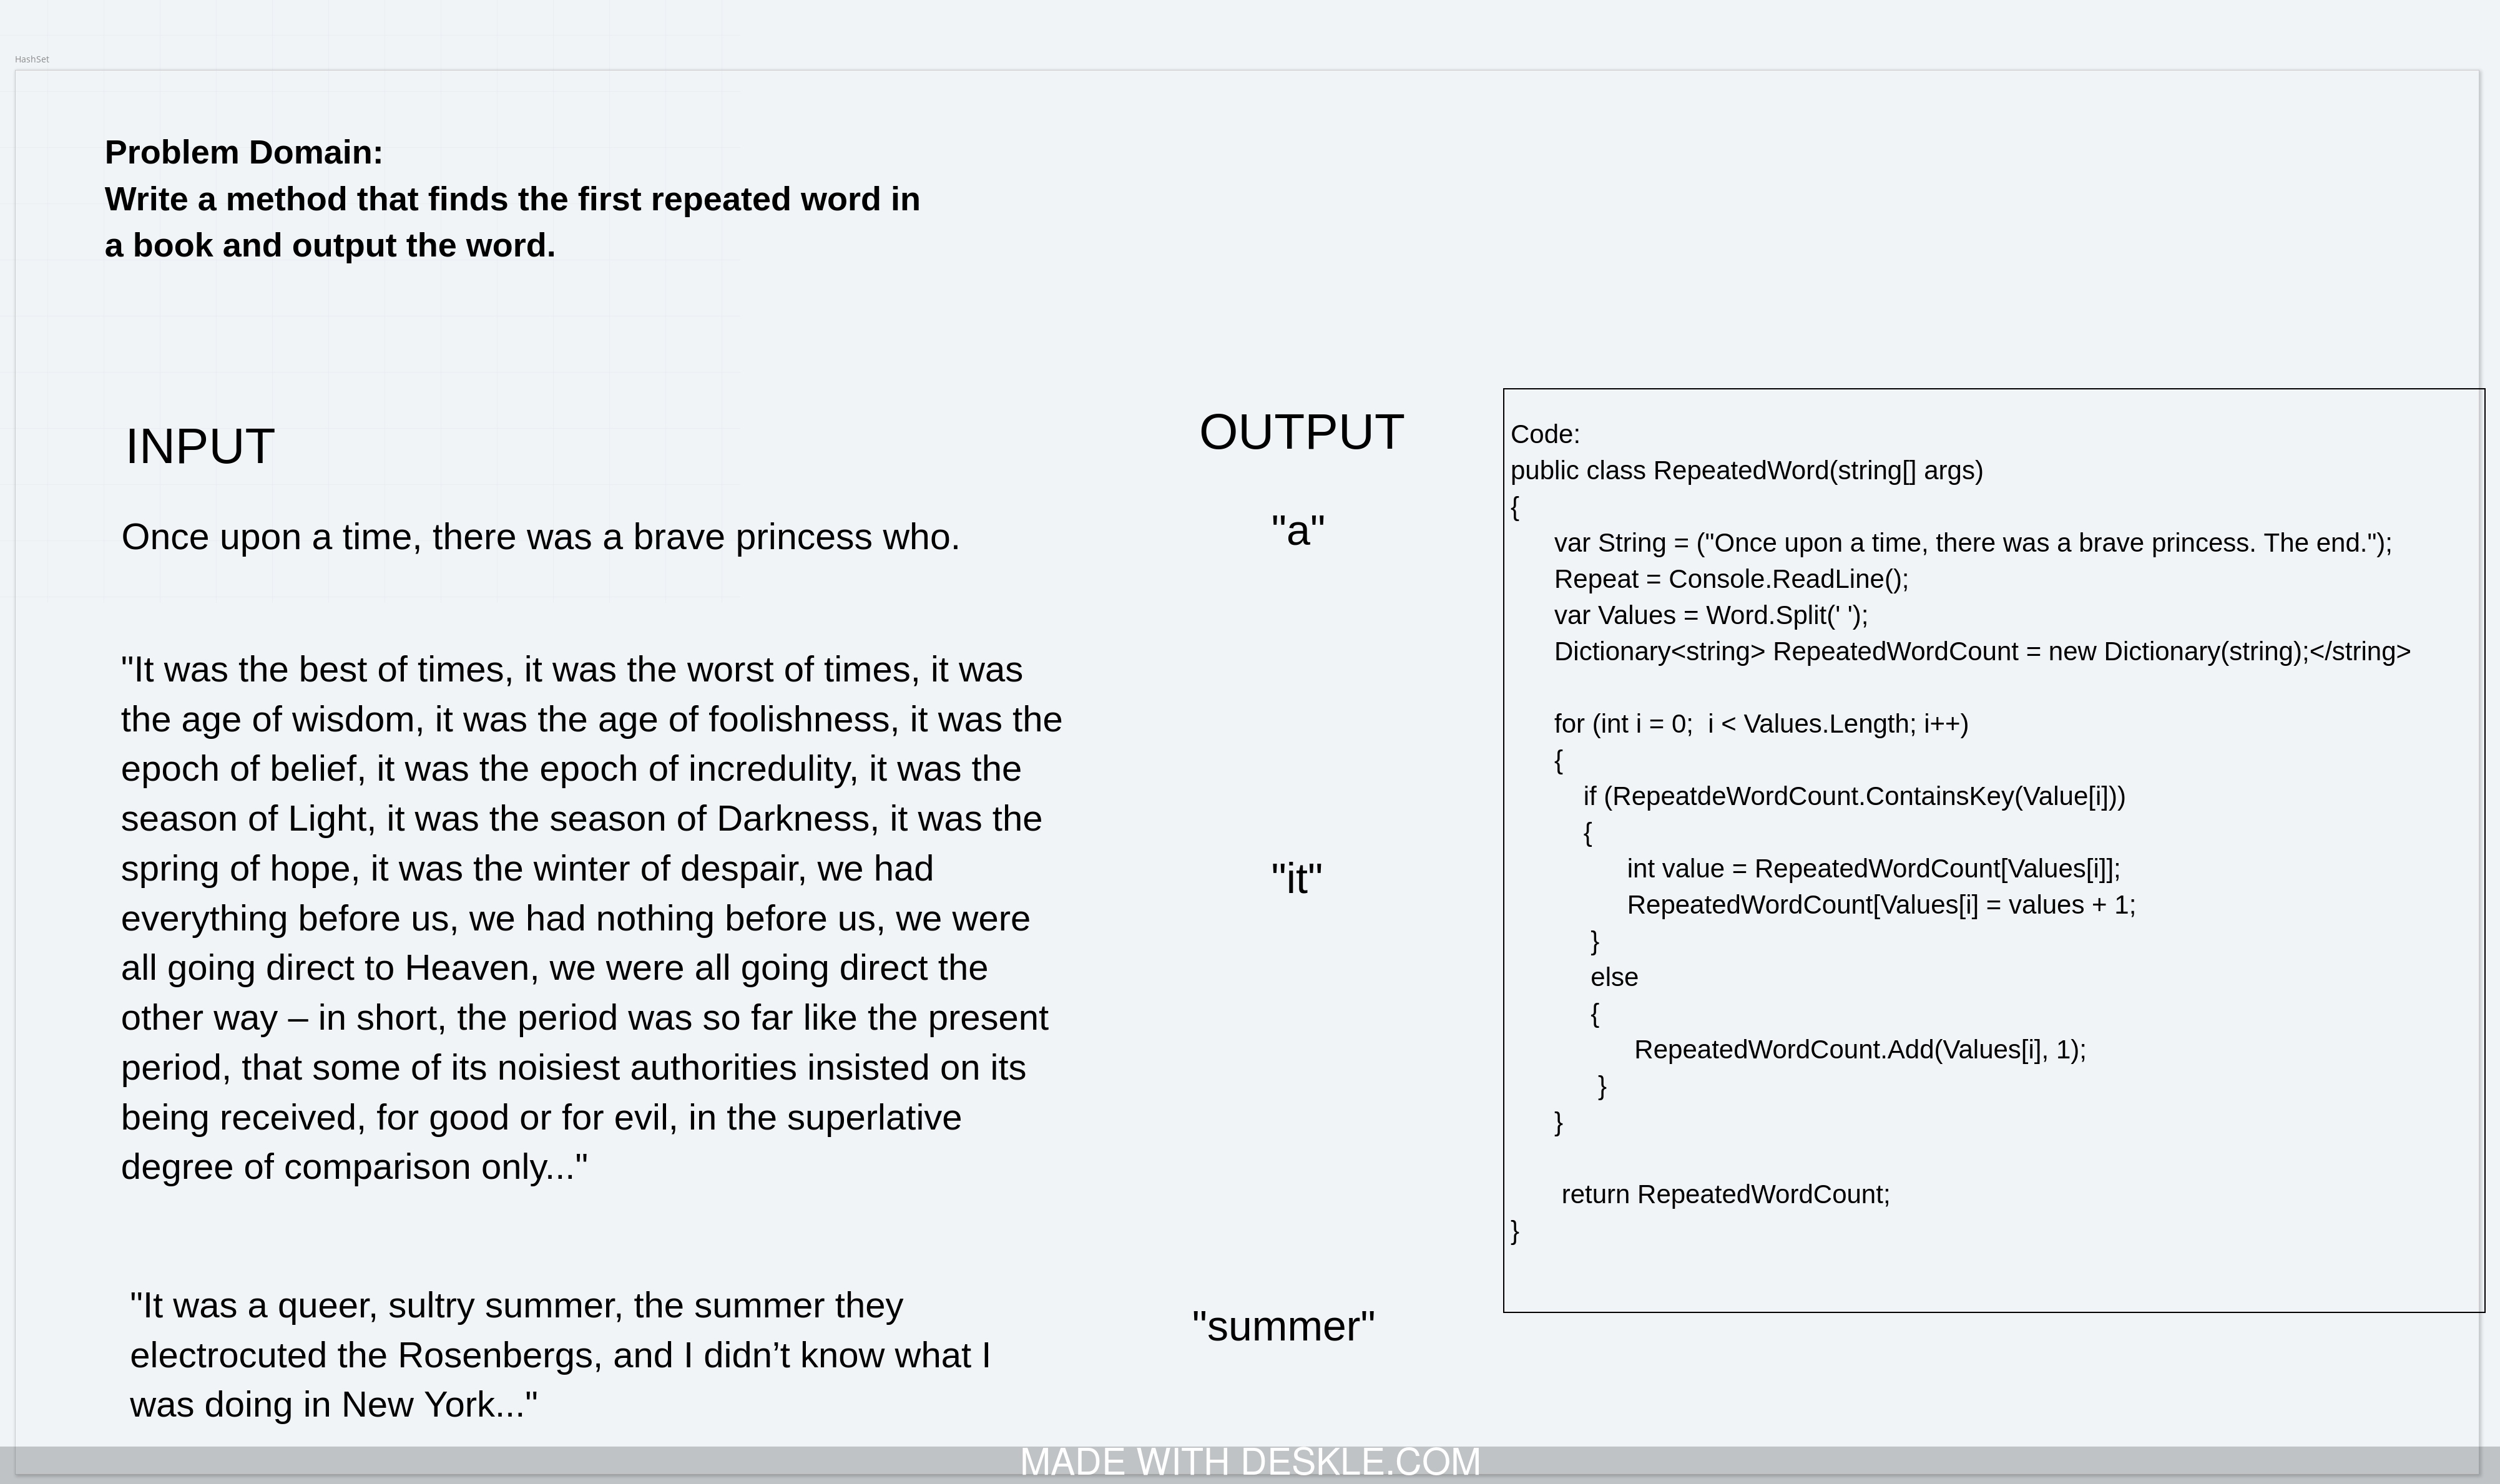 HashSet
Problem Domain:
Write a method that finds the first repeated word in
a book and output the word.
INPUT
Once upon a time, there was a brave princess who.
"It was the best of times, it was the worst of times, it was
the age of wisdom, it was the age of foolishness, it was the
epoch of belief, it was the epoch of incredulity, it was the
season of Light, it was the season of Darkness, it was the
spring of hope, it was the winter of despair, we had
everything before us, we had nothing before us, we were
all going direct to Heaven, we were all going direct the
other way – in short, the period was so far like the present
period, that some of its noisiest authorities insisted on its
being received, for good or for evil, in the superlative
degree of comparison only..."
"It was a queer, sultry summer, the summer they
electrocuted the Rosenbergs, and I didn’t know what I
was doing in New York..."
OUTPUT
"a"
"it"
"summer"
Code:
public class RepeatedWord(string[] args)
{
var String = ("Once upon a time, there was a brave princess. The end.");
Repeat = Console.ReadLine();
var Values = Word.Split(' ');
Dictionary<string> RepeatedWordCount = new Dictionary(string);</string>
for (int i = 0;  i < Values.Length; i++)
{
if (RepeatdeWordCount.ContainsKey(Value[i]))
{
int value = RepeatedWordCount[Values[i]];
RepeatedWordCount[Values[i] = values + 1;
}
else
{
RepeatedWordCount.Add(Values[i], 1);
}
}
return RepeatedWordCount;
}
MADE WITH DESKLE.COM